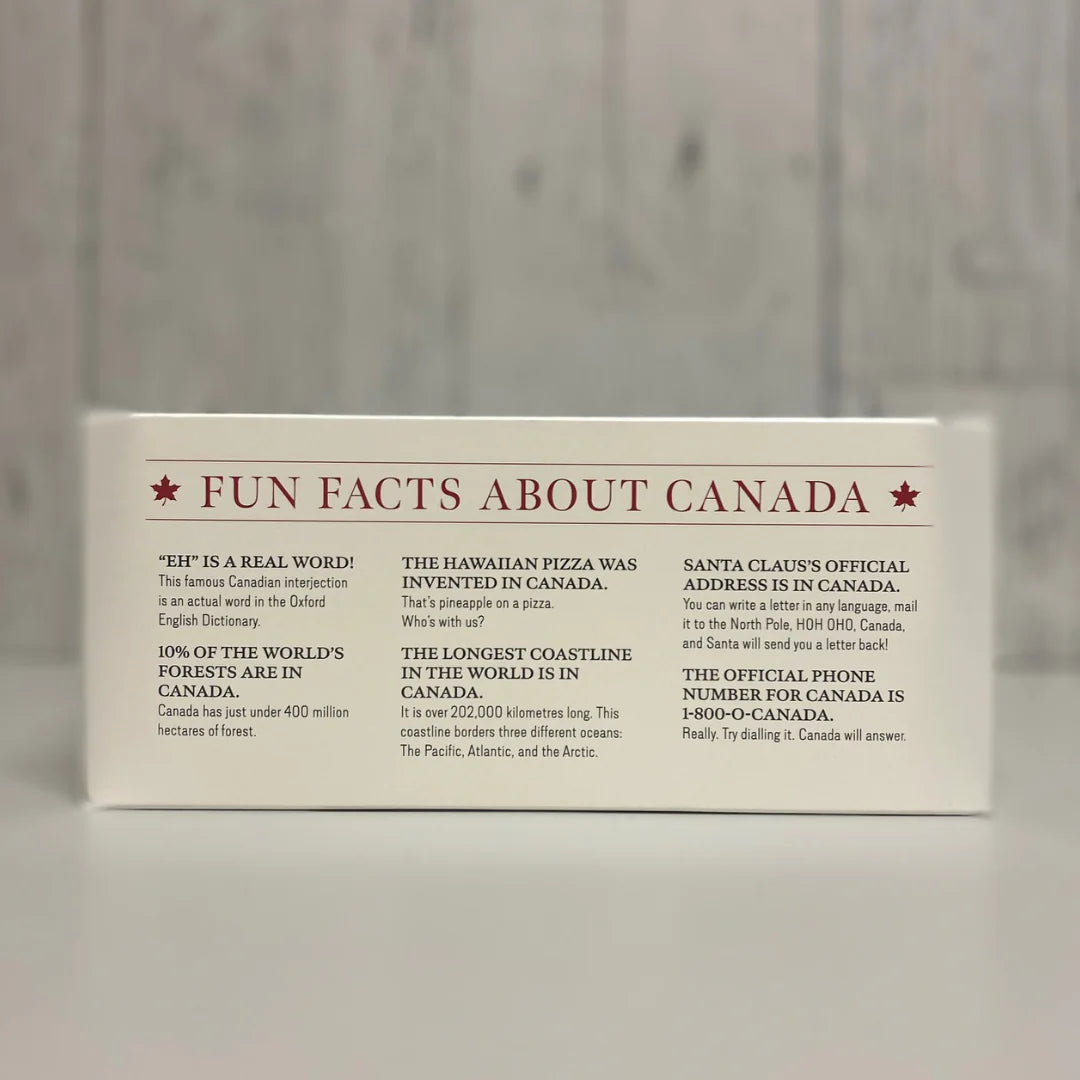 FUN FACTS ABOUT CANADA
“EH” IS A REAL WORD!
This famous Canadian interjection
is an actual word in the Oxford
English Dictionary.
10% OF THE WORLD’S
FORESTS ARE IN
CANADA.
Canada has just under 400 million
hectares of forest.
THE HAWAIIAN PIZZA WAS
INVENTED IN CANADA.
That’s pineapple on a pizza.
Who’s with us?
THE LONGEST COASTLINE
IN THE WORLD IS IN
CANADA.
It is over 202,000 kilometres long. This
coastline borders three different oceans:
The Pacific, Atlantic, and the Arctic.
SANTA CLAUS’S OFFICIAL
ADDRESS IS IN CANADA.
You can write a letter in any language, mail
it to the North Pole, HOH OHO, Canada,
and Santa will send you a letter back!
THE OFFICIAL PHONE
NUMBER FOR CANADA IS
1-800-O-CANADA.
Really. Try dialling it. Canada will answer.